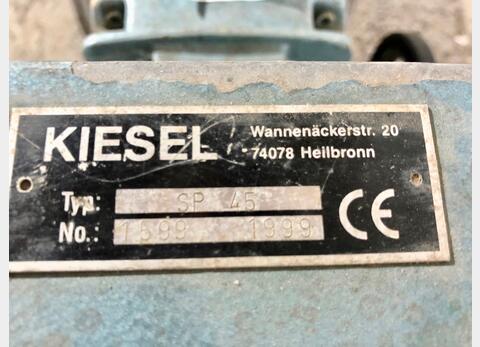 KIESEL
Wannenäckerstr. 20
74078 Heilbronn
Typ: SP 45
No.: 1599 1999
CE